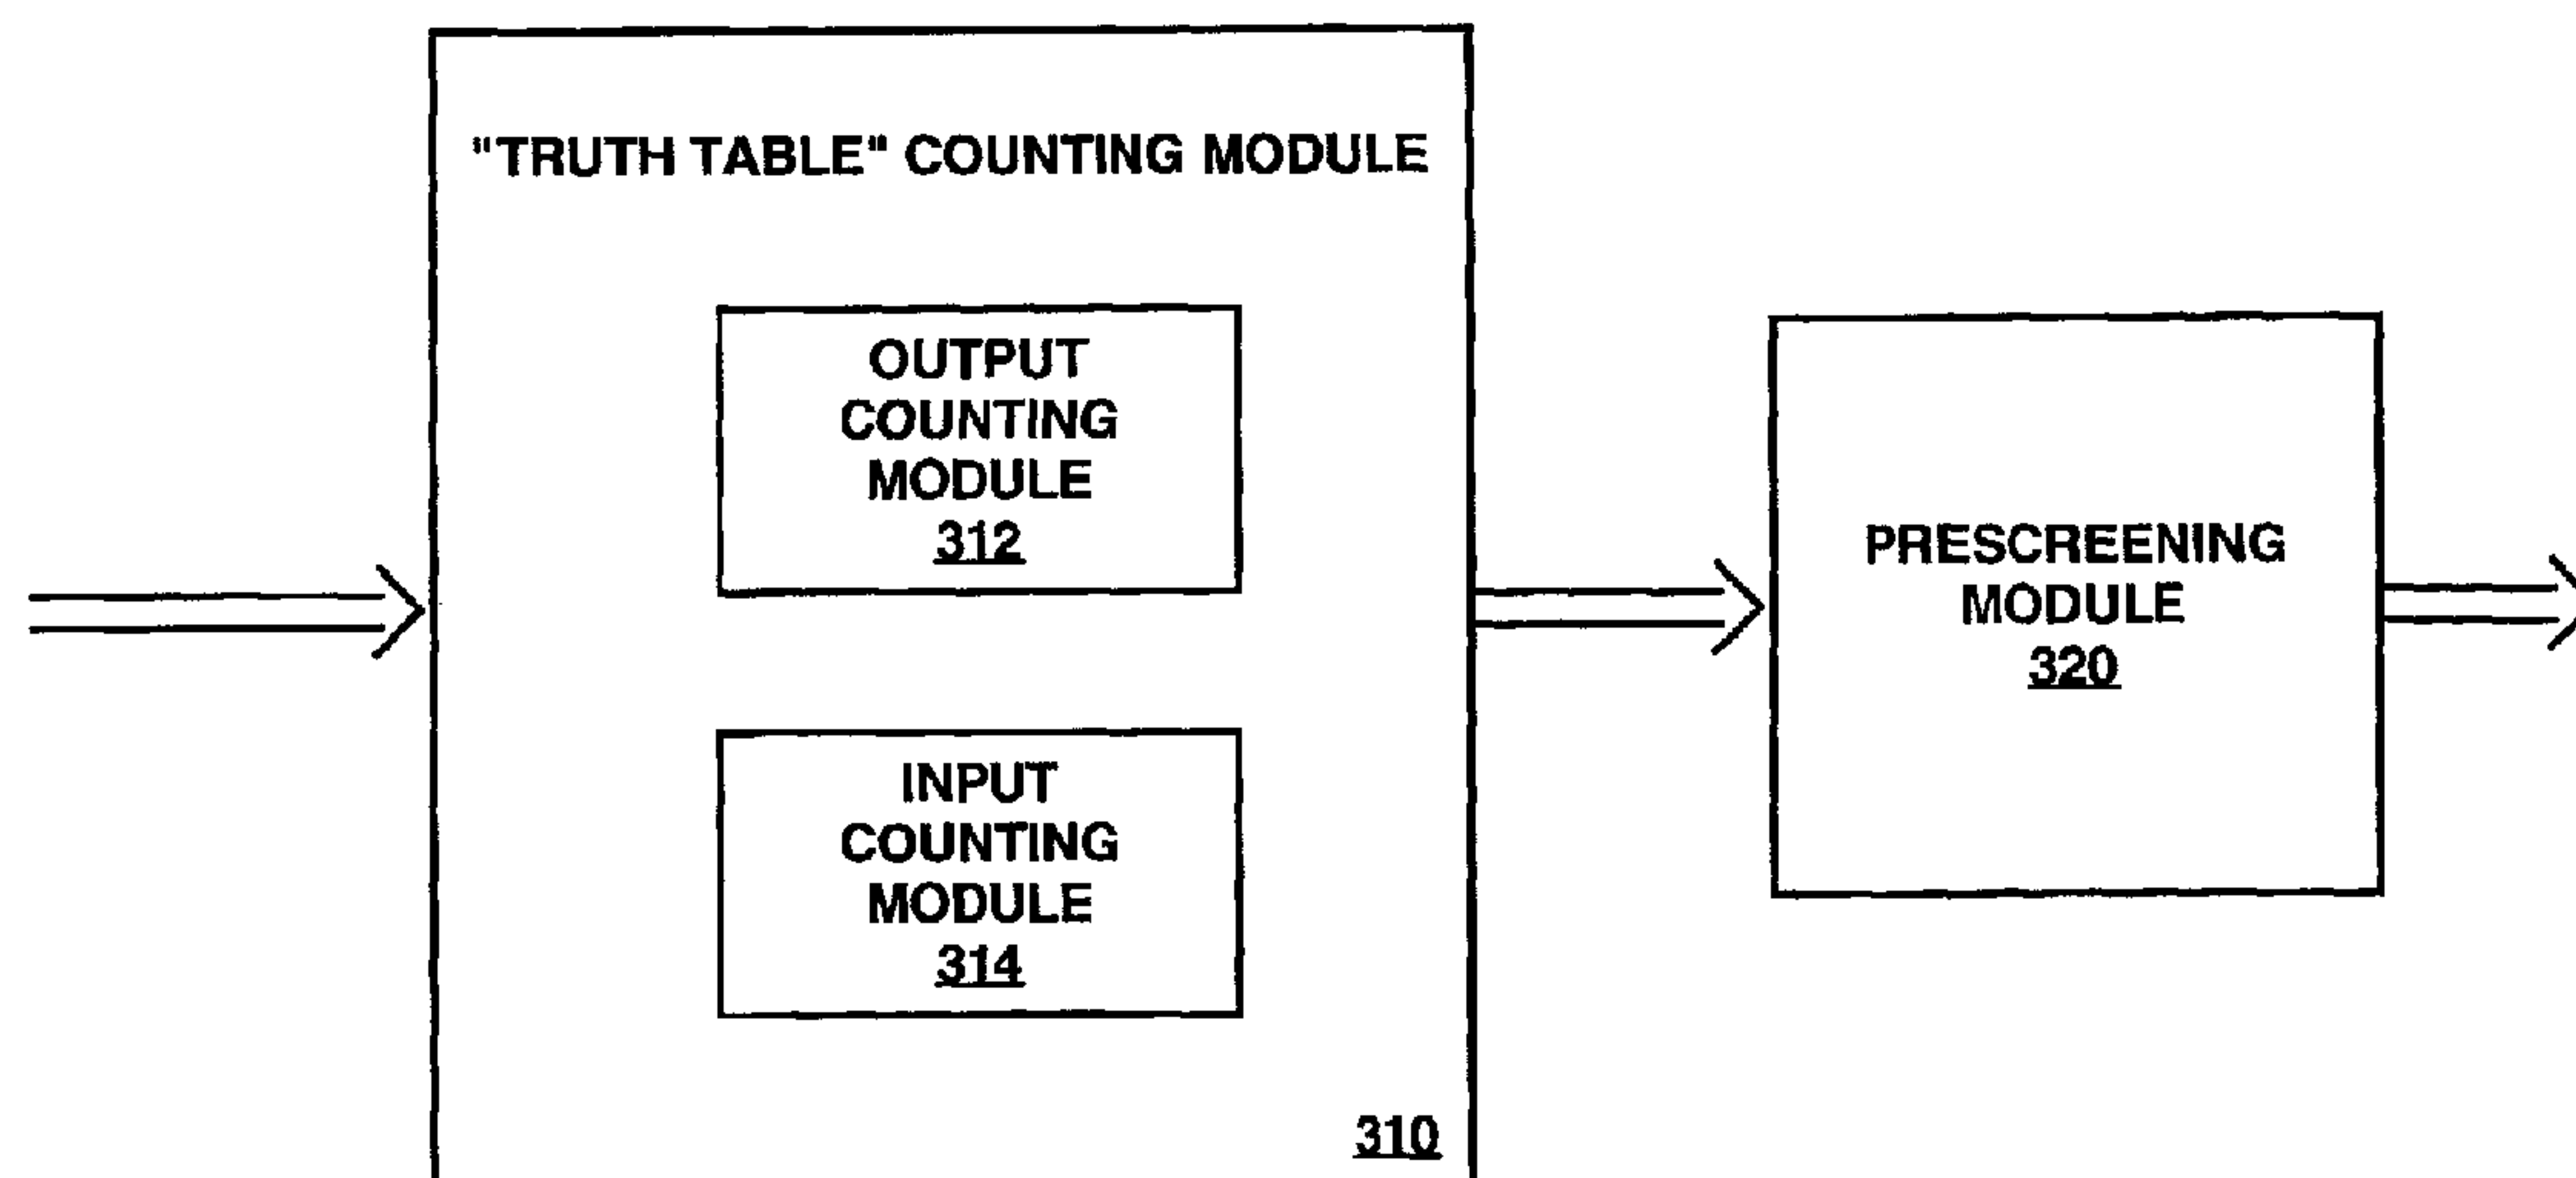 "TRUTH TABLE" COUNTING MODULE
OUTPUT
COUNTING
MODULE
312
INPUT
COUNTING
MODULE
314
310
PRESCREENING
MODULE
320